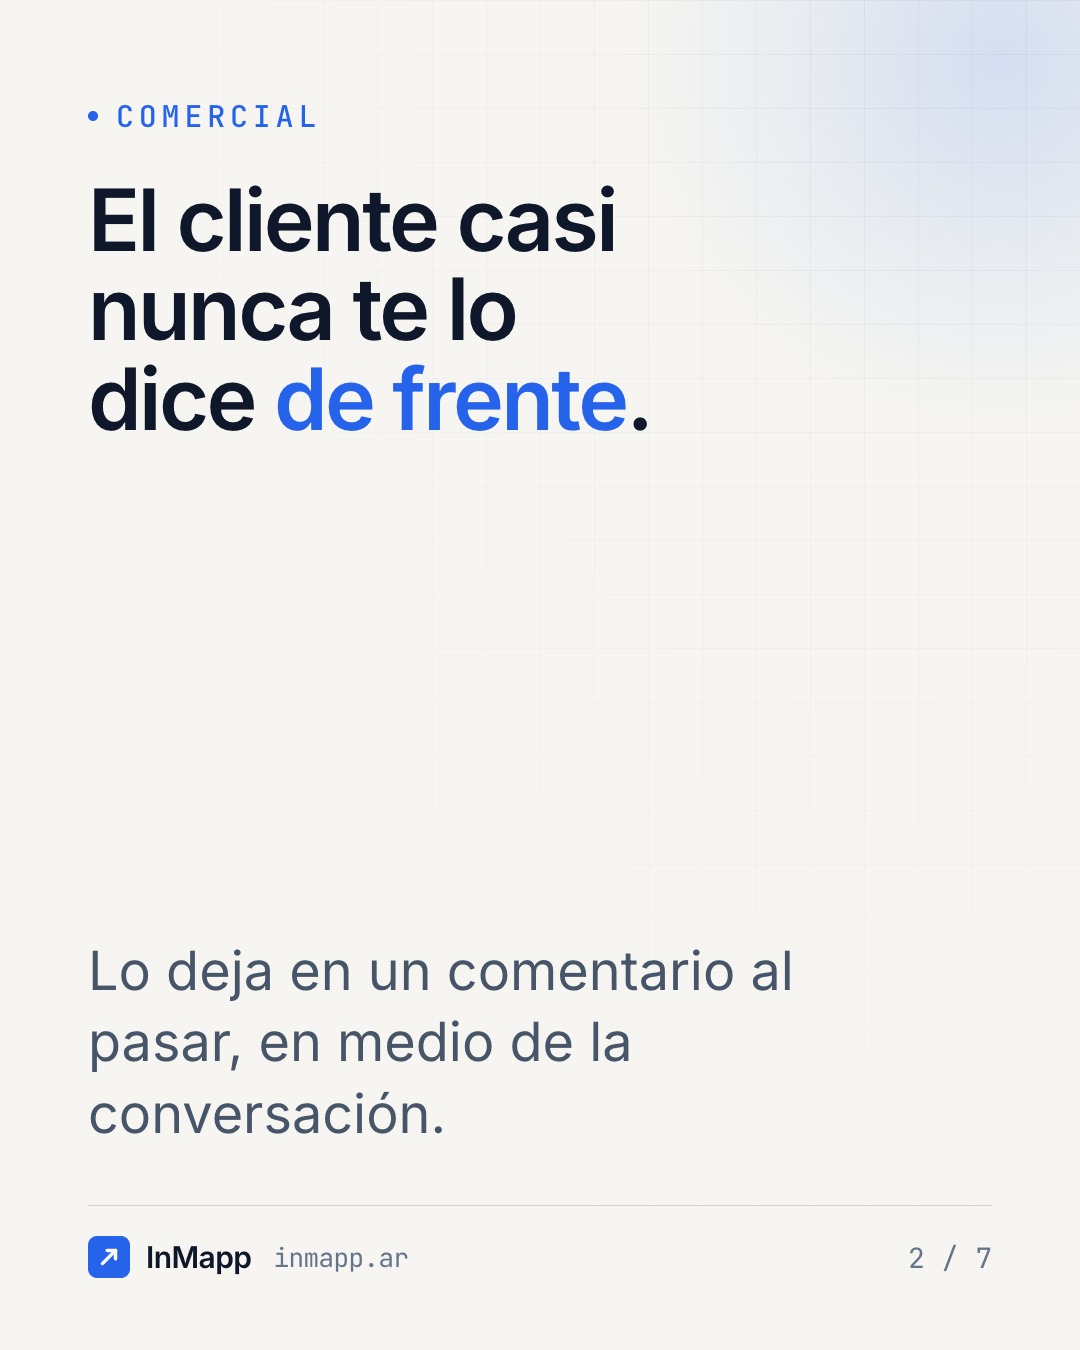 • COMERCIAL
El cliente casi
nunca te lo
dice de frente.
Lo deja en un comentario al
pasar, en medio de la
conversación.
InMapp inmapp.ar 2 / 7